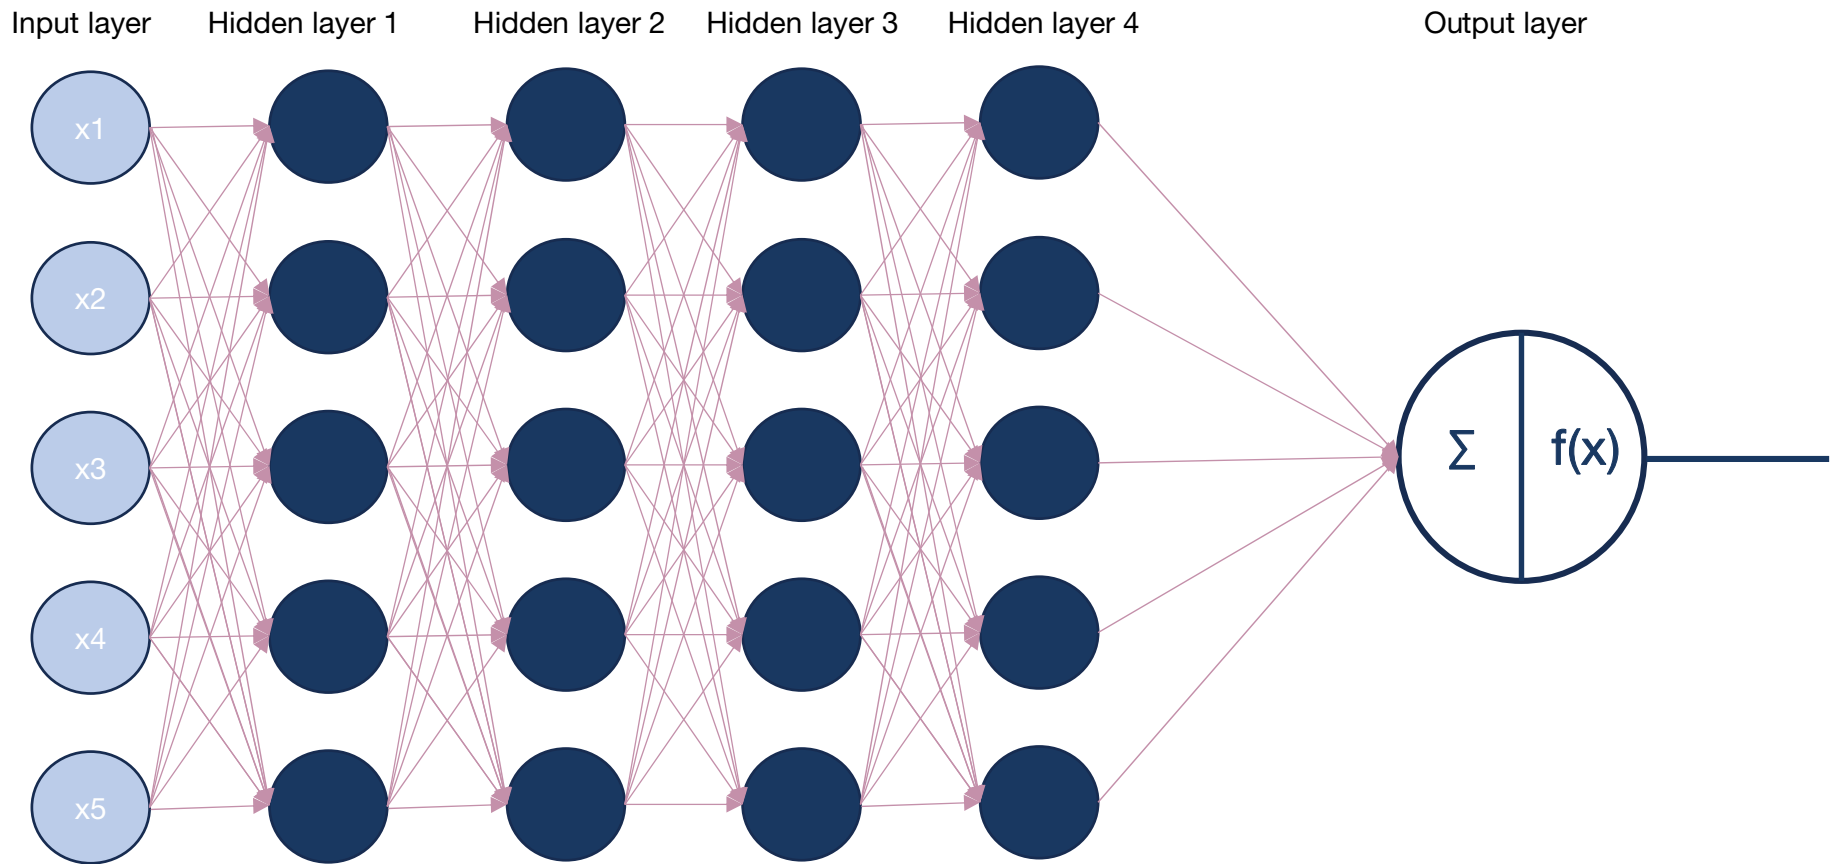 Input layer
Hidden layer 1
Hidden layer 2
Hidden layer 3
Hidden layer 4
Output layer
x1
x2
x3
x4
x5
Σ
f(x)